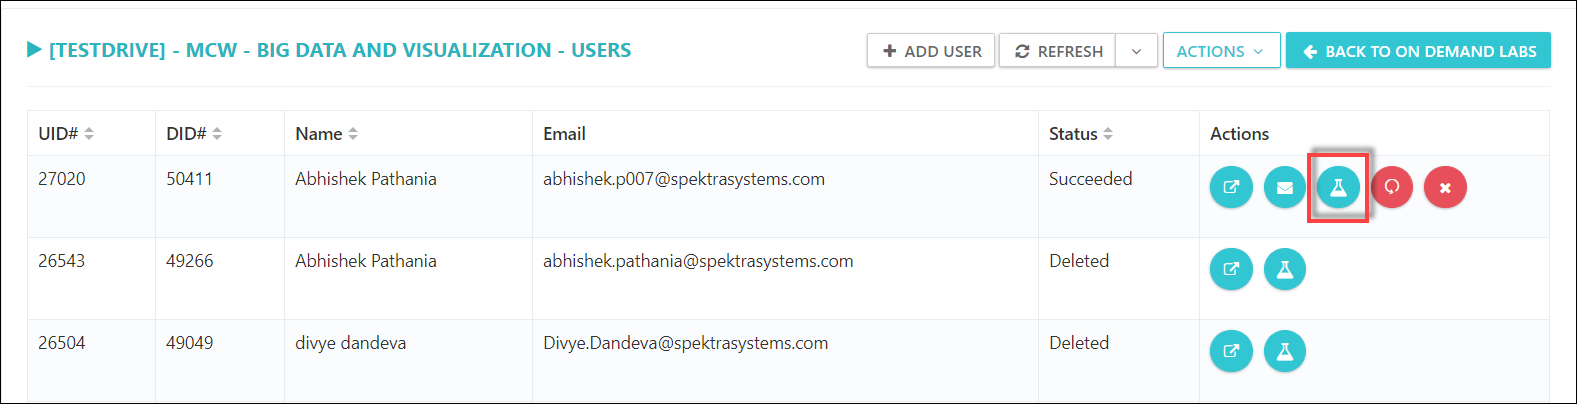 [TESTDRIVE] - MCW - BIG DATA AND VISUALIZATION - USERS ADD USER REFRESH ACTIONS BACK TO ON DEMAND LABS
UID# DID# Name Email Status Actions
27020 50411 Abhishek Pathania abhishek.p007@spektrasystems.com Succeeded
26543 49266 Abhishek Pathania abhishek.pathania@spektrasystems.com Deleted
26504 49049 divye dandeva Divye.Dandeva@spektrasystems.com Deleted